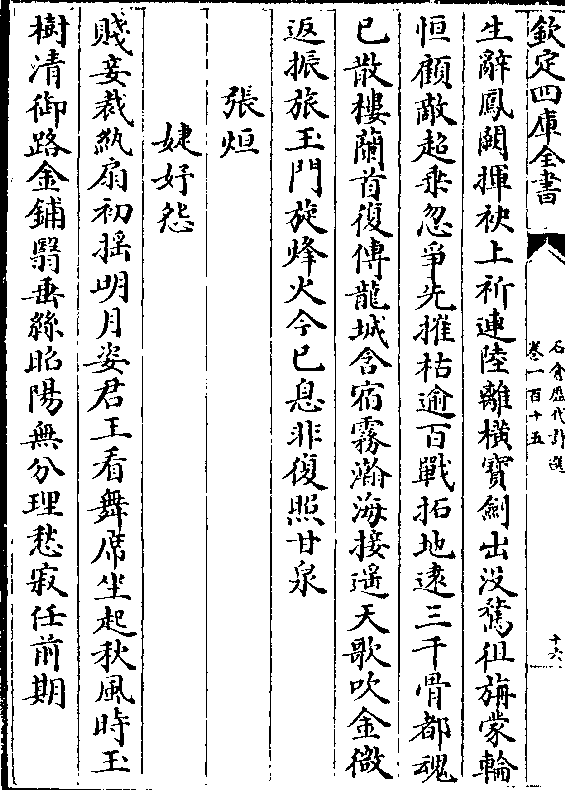 欽定四庫全書
石倉歷代詩選
卷一百十五
十六
生辭鳳闕揮袂上祈連陸離橫寶劍出没騖徂旃蒙輪
恒顧敵超乗忽爭先摧枯逾百戰拓地逺三千骨都魂
已散樓蘭首復傳龍城含宿霧瀚海接遥天歌吹金微
返振旅玉門旋烽火今已息非復照甘泉
張烜
婕妤怨
賤妾裁紈扇初揺明月姿君王看舞席坐起秋風時玉
樹清御路金鋪翳垂絲昭陽無分理愁寂任前期